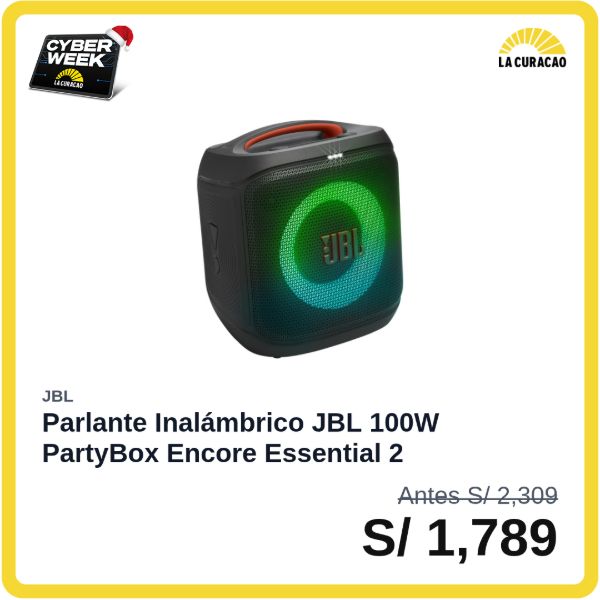 CYBER
WEEK
LA CURACAO
LA CURACAO
JBL
JBL
Parlante Inalámbrico JBL 100W
PartyBox Encore Essential 2
Antes S/ 2,309
S/ 1,789